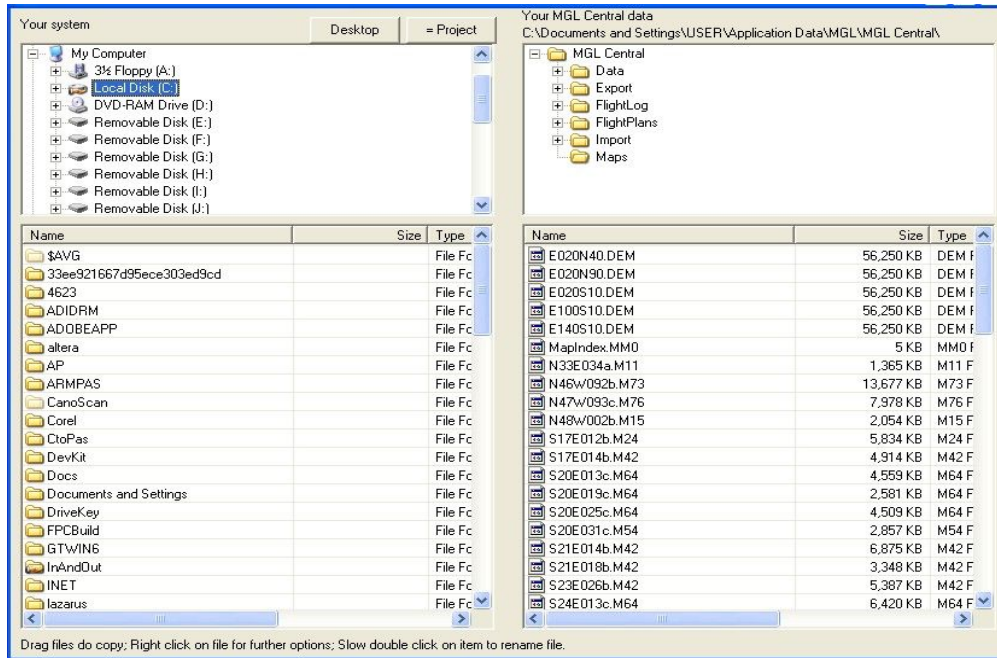 Your system
Desktop
= Project
My Computer
3½ Floppy (A:)
Local Disk (C:)
DVD-RAM Drive (D:)
Removable Disk (E:)
Removable Disk (F:)
Removable Disk (G:)
Removable Disk (H:)
Removable Disk (I:)
Removable Disk (J:)
Your MGL Central data
C:\Documents and Settings\USER\Application Data\MGL\MGL Central\
MGL Central
Data
Export
FlightLog
FlightPlans
Import
Maps
Name Size Type
$AVG File Fc
33ee921667d95ece303ed9cd File Fc
4623 File Fc
ADIDRM File Fc
ADOBEAPP File Fc
altera File Fc
AP File Fc
ARMPAS File Fc
CanoScan File Fc
Corel File Fc
CtoPas File Fc
DevKit File Fc
Docs File Fc
Documents and Settings File Fc
DriveKey File Fc
FPCBuild File Fc
GTWIN6 File Fc
InAndOut File Fc
INET File Fc
lazarus File Fc
Name Size Type
E020N40.DEM 56,250 KB DEM F
E020N90.DEM 56,250 KB DEM F
E020S10.DEM 56,250 KB DEM F
E100S10.DEM 56,250 KB DEM F
E140S10.DEM 56,250 KB DEM F
MapIndex.MM0 5 KB MM0 F
N33E034a.M11 1,365 KB M11 F
N46W092b.M73 13,677 KB M73 F
N47W093c.M76 7,978 KB M76 F
N48W002b.M15 2,054 KB M15 F
S17E012b.M24 5,834 KB M24 F
S17E014b.M42 4,914 KB M42 F
S20E013c.M64 4,559 KB M64 F
S20E019c.M64 2,581 KB M64 F
S20E025c.M64 4,509 KB M64 F
S20E031c.M54 2,857 KB M54 F
S21E014b.M42 6,875 KB M42 F
S21E018b.M42 3,348 KB M42 F
S23E026b.M42 5,387 KB M42 F
S24E013c.M64 6,420 KB M64 F
Drag files do copy; Right click on file for further options; Slow double click on item to rename file.